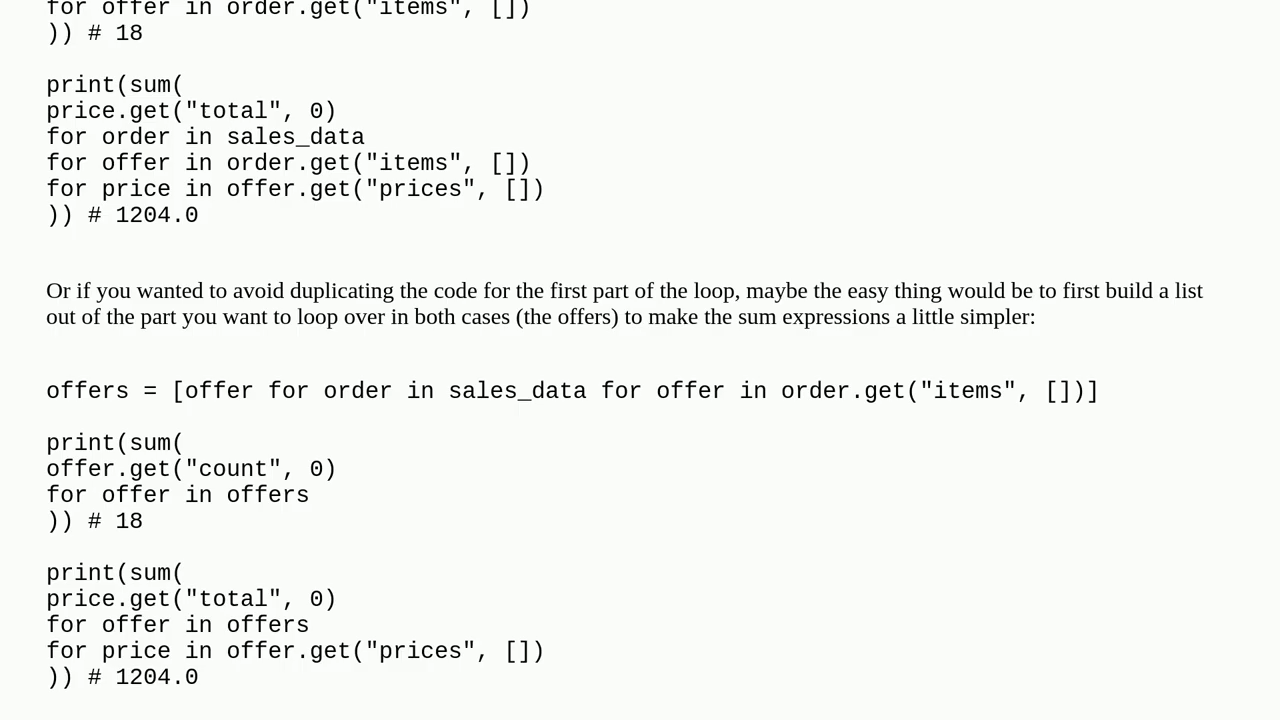 for offer in order.get("items", [])
)) # 18
print(sum(
price.get("total", 0)
for order in sales_data
for offer in order.get("items", [])
for price in offer.get("prices", [])
)) # 1204.0
Or if you wanted to avoid duplicating the code for the first part of the loop, maybe the easy thing would be to first build a list
out of the part you want to loop over in both cases (the offers) to make the sum expressions a little simpler:
offers = [offer for order in sales_data for offer in order.get("items", [])]
print(sum(
offer.get("count", 0)
for offer in offers
)) # 18
print(sum(
price.get("total", 0)
for offer in offers
for price in offer.get("prices", [])
)) # 1204.0